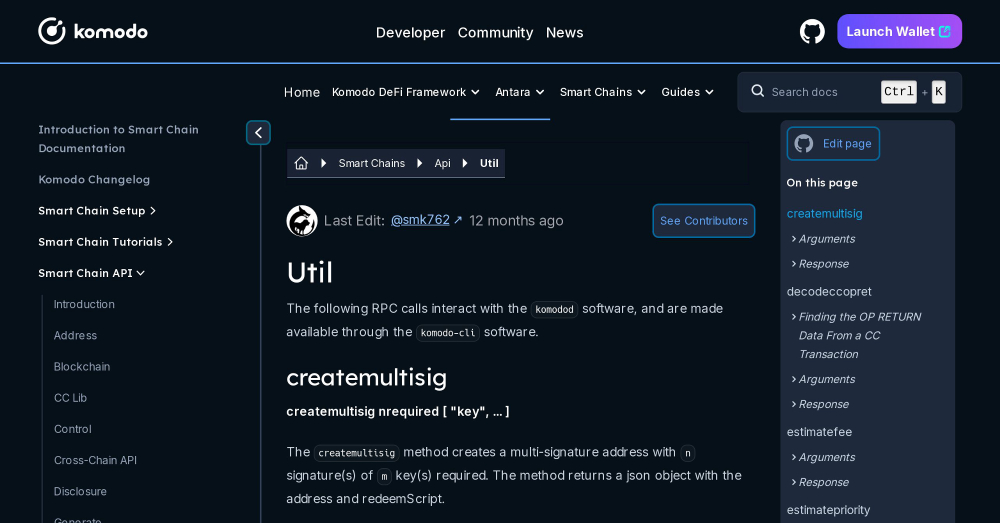 komodo
Developer Community News
Launch Wallet
Home Komodo DeFi Framework Antara Smart Chains Guides
Search docs Ctrl + K
Introduction to Smart Chain
Documentation
Komodo Changelog
Smart Chain Setup
Smart Chain Tutorials
Smart Chain API
Introduction
Address
Blockchain
CC Lib
Control
Cross-Chain API
Disclosure
Generate
Smart Chains Api Util
Last Edit: @smk762 ↗ 12 months ago
See Contributors
Util
The following RPC calls interact with the komodod software, and are made
available through the komodo-cli software.
createmultisig
createmultisig nrequired [ "key", ... ]
The createmultisig method creates a multi-signature address with n
signature(s) of m key(s) required. The method returns a json object with the
address and redeemScript.
Edit page
On this page
createmultisig
Arguments
Response
decodeccopret
Finding the OP RETURN
Data From a CC
Transaction
Arguments
Response
estimatefee
Arguments
Response
estimatepriority